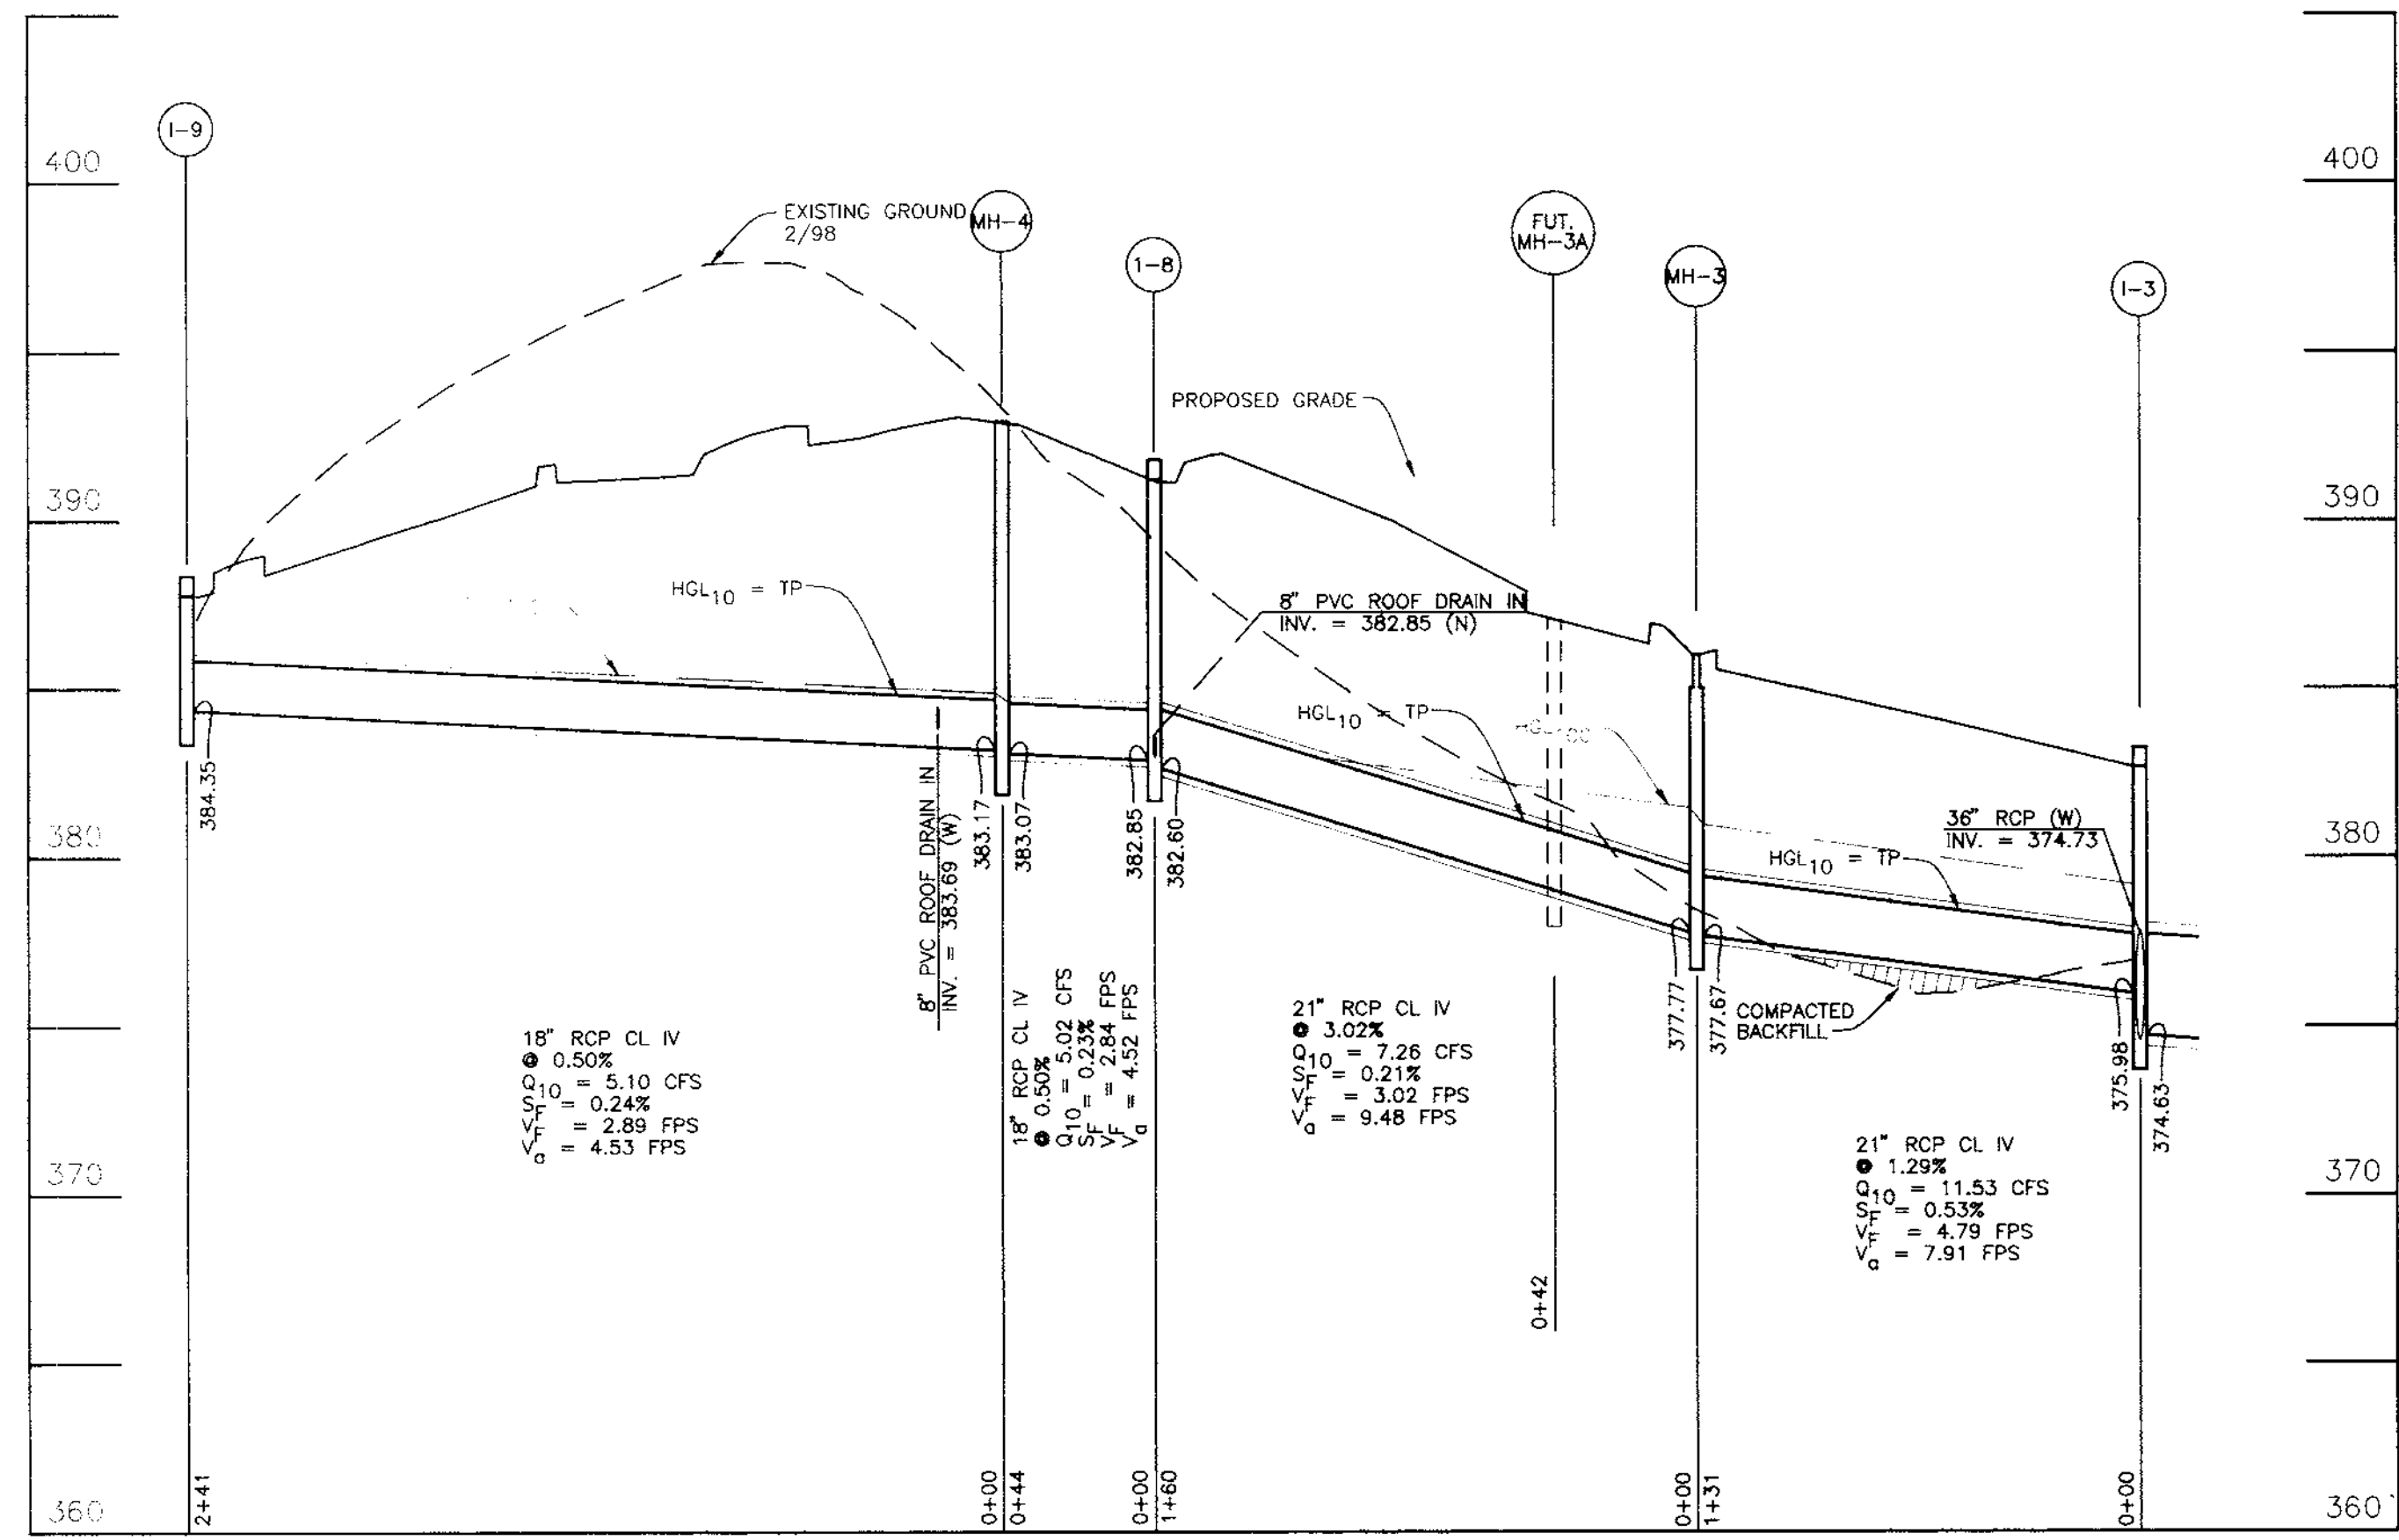 I-9
400
400
EXISTING GROUND
2/98
MH-4
1-8
FUT.
MH-3A
MH-3
I-3
PROPOSED GRADE
390
390
HGL10 = TP
8" PVC ROOF DRAIN IN
INV. = 382.85 (N)
HGL10 = TP
HGL100
36" RCP (W)
INV. = 374.73
HGL10 = TP
380
380
384.35
8" PVC ROOF DRAIN IN
INV. = 383.69 (W)
383.17
383.07
382.85
382.60
377.77
377.67
COMPACTED
BACKFILL
375.98
374.63
18" RCP CL IV
@ 0.50%
Q10 = 5.10 CFS
SF = 0.24%
VF = 2.89 FPS
Va = 4.53 FPS
18" RCP CL IV
@ 0.50%
Q10 = 5.02 CFS
SF = 0.23%
VF = 2.84 FPS
Va = 4.52 FPS
21" RCP CL IV
@ 3.02%
Q10 = 7.26 CFS
SF = 0.21%
VF = 3.02 FPS
Va = 9.48 FPS
21" RCP CL IV
@ 1.29%
Q10 = 11.53 CFS
SF = 0.53%
VF = 4.79 FPS
Va = 7.91 FPS
370
370
0+42
360
2+41
0+00
0+44
0+00
1+60
0+00
1+31
0+00
360